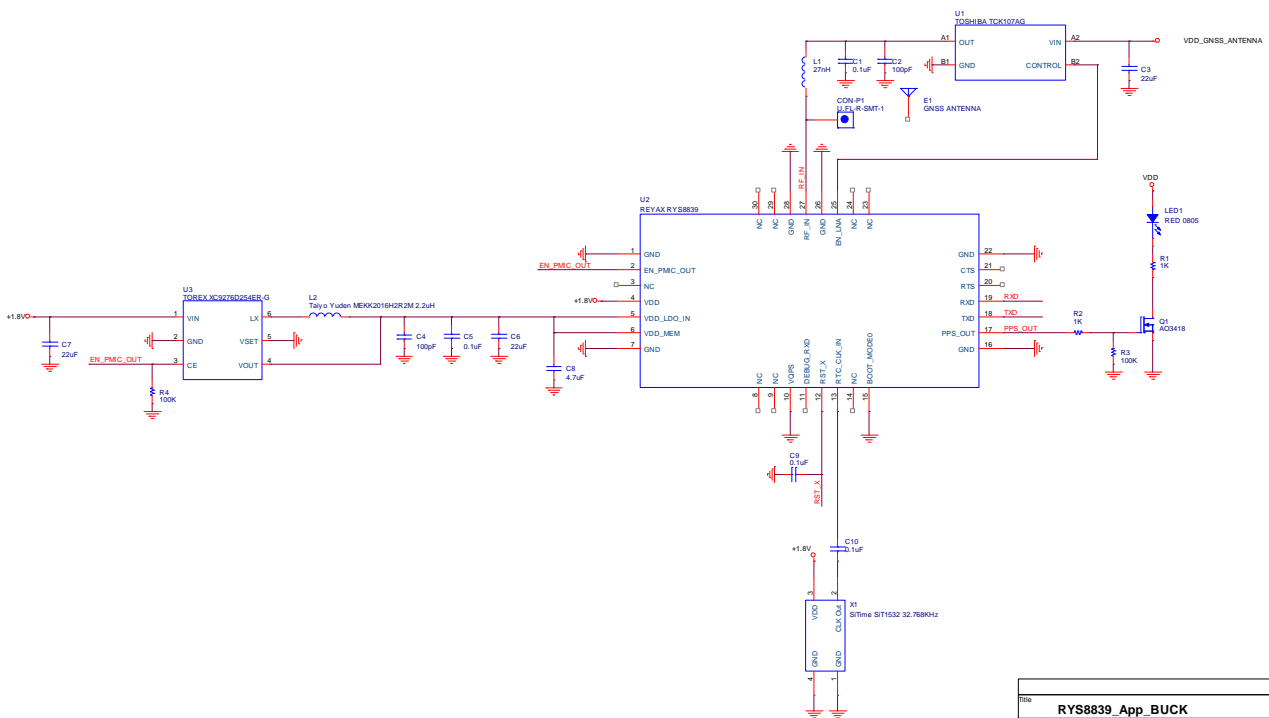 U1
TOSHIBA TCK107AG
A1
OUT
VIN
A2
VDD_GNSS_ANTENNA
B1
GND
CONTROL
B2
L1
27nH
C1
0.1uF
C2
100pF
C3
22uF
CON-P1
U.FL-R-SMT-1
E1
GNSS ANTENNA
RF_IN
U2
REYAX RYS8839
30
29
28
27
26
25
24
23
NC
NC
GND
RF_IN
GND
EN_LNA
NC
NC
VDD
LED1
RED 0805
R1
1K
1
GND
EN_PMIC_OUT
2
EN_PMIC_OUT
3
NC
+1.8V
4
VDD
5
VDD_LDO_IN
6
VDD_MEM
7
GND
GND
22
CTS
21
RTS
20
RXD
19
RXD
TXD
18
TXD
PPS_OUT
17
PPS_OUT
GND
16
R2
1K
R3
100K
Q1
AO3418
U3
TOREX XC9276D254ER-G
+1.8V
1
VIN
LX
6
2
GND
VSET
5
EN_PMIC_OUT
3
CE
VOUT
4
L2
Taiyo Yuden MEKK2016H2R2M 2.2uH
C7
22uF
R4
100K
C4
100pF
C5
0.1uF
C6
22uF
C8
4.7uF
NC
NC
VQPS
DEBUG_RXD
RST_X
RTC_CLK_IN
NC
BOOT_MODE0
8
9
10
11
12
13
14
15
C9
0.1uF
RST_X
C10
0.1uF
+1.8V
3
2
VDD
CLK Out
X1
SiTime SiT1532 32.768KHz
GND
GND
4
1
Title
RYS8839_App_BUCK